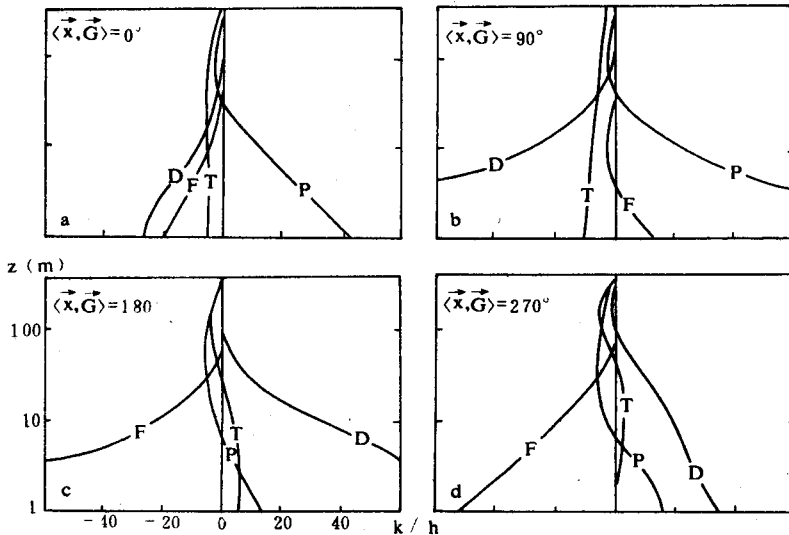 ⟨x⃗,G⃗⟩=0°
⟨x⃗,G⃗⟩=90°
D
F
T
P
a
D
T
F
P
b
z (m)
⟨x⃗,G⃗⟩=180
⟨x⃗,G⃗⟩=270°
100
10
1
F
T
P
D
c
F
T
P
D
d
-40
-20
0
20
40
k / h